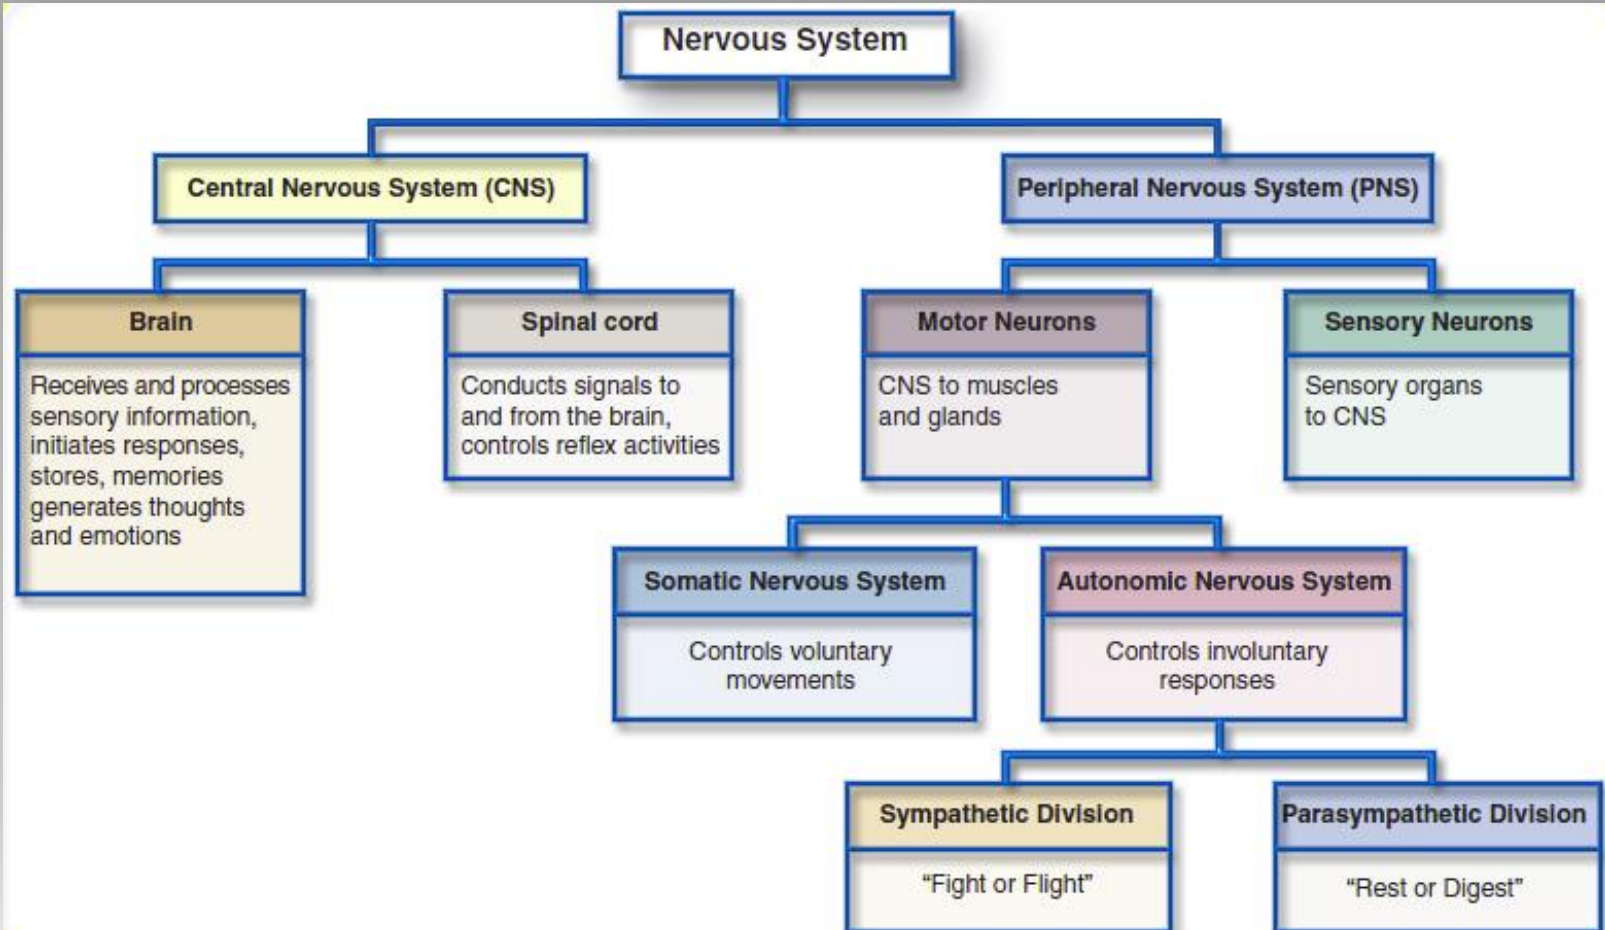 Nervous System
Central Nervous System (CNS)
Peripheral Nervous System (PNS)
Brain
Receives and processes
sensory information,
initiates responses,
stores, memories
generates thoughts
and emotions
Spinal cord
Conducts signals to
and from the brain,
controls reflex activities
Motor Neurons
CNS to muscles
and glands
Sensory Neurons
Sensory organs
to CNS
Somatic Nervous System
Controls voluntary
movements
Autonomic Nervous System
Controls involuntary
responses
Sympathetic Division
“Fight or Flight”
Parasympathetic Division
“Rest or Digest”